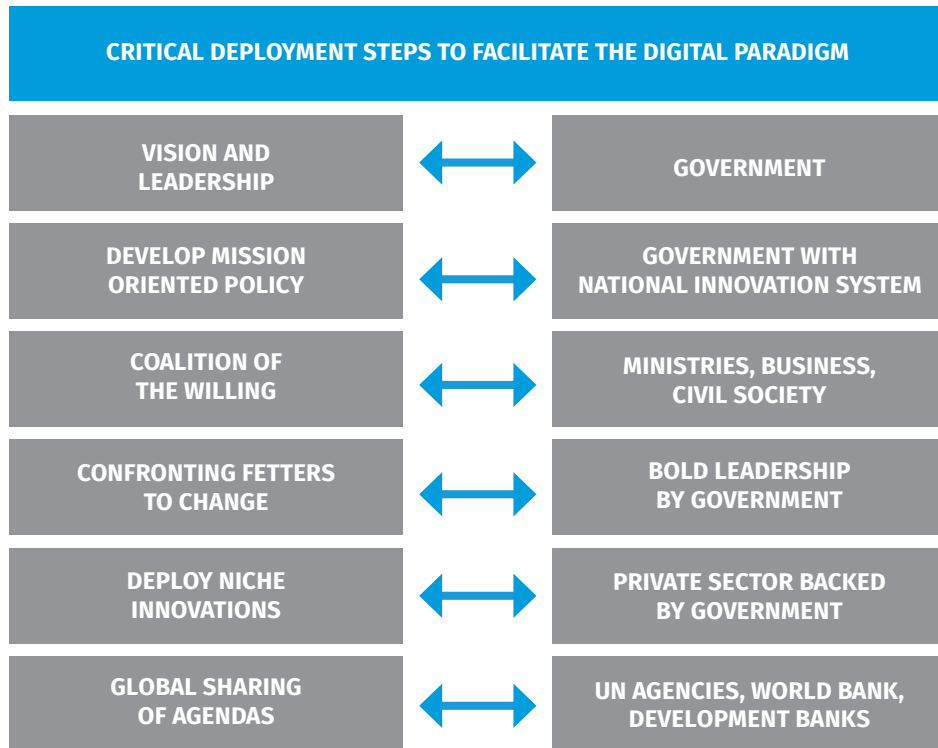 CRITICAL DEPLOYMENT STEPS TO FACILITATE THE DIGITAL PARADIGM
VISION AND
LEADERSHIP
GOVERNMENT
DEVELOP MISSION
ORIENTED POLICY
GOVERNMENT WITH
NATIONAL INNOVATION SYSTEM
COALITION OF
THE WILLING
MINISTRIES, BUSINESS,
CIVIL SOCIETY
CONFRONTING FETTERS
TO CHANGE
BOLD LEADERSHIP
BY GOVERNMENT
DEPLOY NICHE
INNOVATIONS
PRIVATE SECTOR BACKED
BY GOVERNMENT
GLOBAL SHARING
OF AGENDAS
UN AGENCIES, WORLD BANK,
DEVELOPMENT BANKS